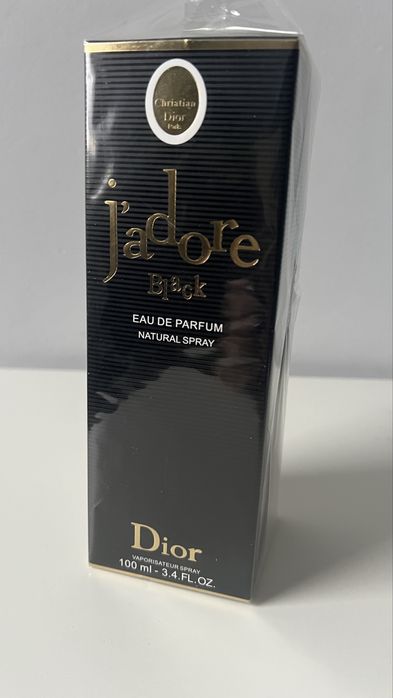 Christian
Dior
Paris
j'adore
Black
EAU DE PARFUM
NATURAL SPRAY
Dior
VAPORISATEUR SPRAY
100 ml - 3.4.FL.OZ.